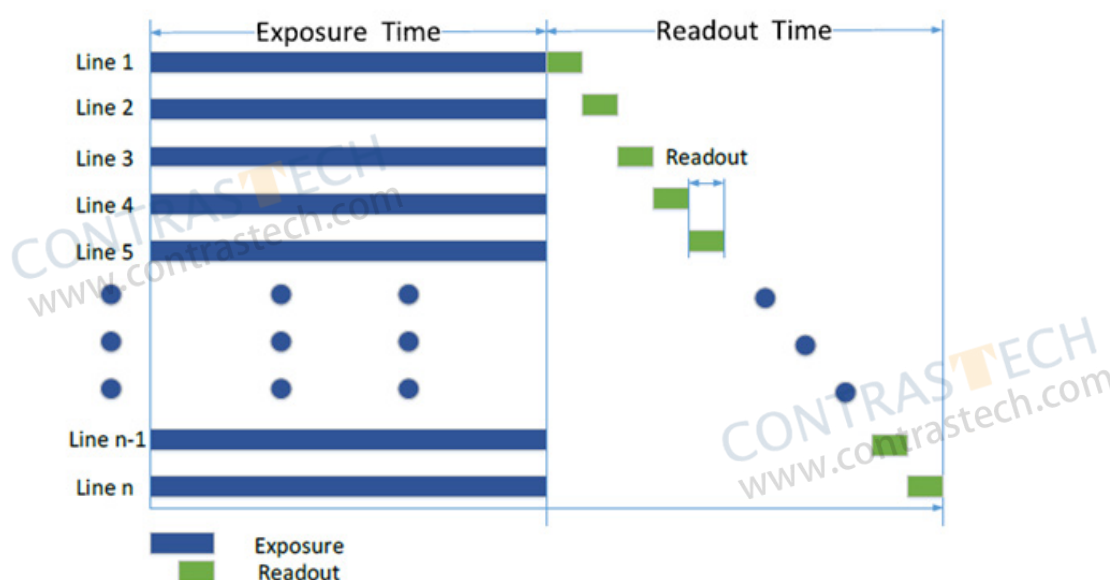 Exposure Time
Readout Time
Line 1
Line 2
Line 3
Readout
Line 4
Line 5
CONTRASTECH
www.contrastech.com
CONTRASTECH
www.contrastech.com
Line n-1
Line n
Exposure
Readout